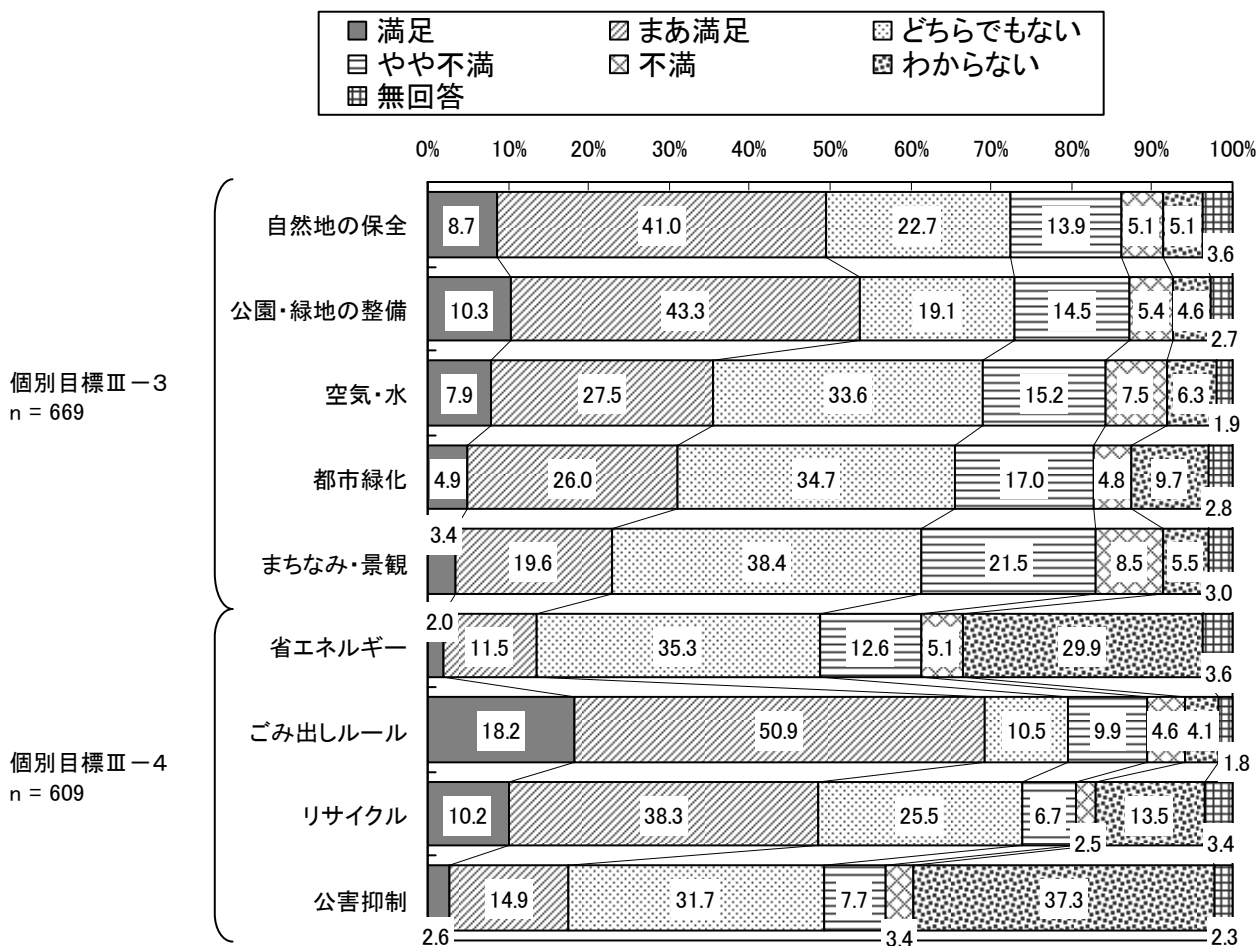 満足 まあ満足 どちらでもない
やや不満 不満 わからない
無回答
0% 10% 20% 30% 40% 50% 60% 70% 80% 90% 100%
個別目標Ⅲ－3
n = 669
自然地の保全 8.7 41.0 22.7 13.9 5.1 5.1 3.6
公園・緑地の整備 10.3 43.3 19.1 14.5 5.4 4.6 2.7
空気・水 7.9 27.5 33.6 15.2 7.5 6.3 1.9
都市緑化 4.9 26.0 34.7 17.0 4.8 9.7 2.8
まちなみ・景観 3.4 19.6 38.4 21.5 8.5 5.5 3.0
個別目標Ⅲ－4
n = 609
省エネルギー 2.0 11.5 35.3 12.6 5.1 29.9 3.6
ごみ出しルール 18.2 50.9 10.5 9.9 4.6 4.1 1.8
リサイクル 10.2 38.3 25.5 6.7 2.5 13.5 3.4
公害抑制 2.6 14.9 31.7 7.7 3.4 37.3 2.3